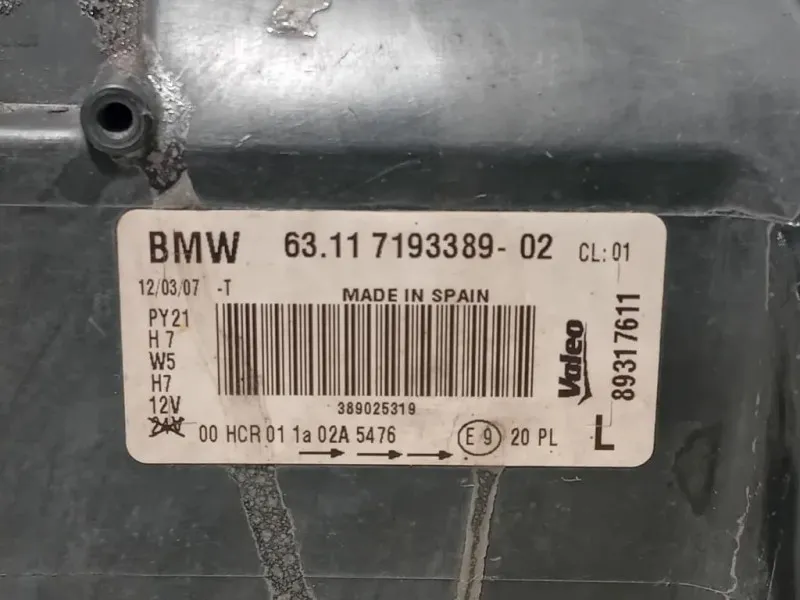 BMW 63.11 7193389- 02 CL: 01
12/03/07 -T MADE IN SPAIN
PY21
H7
W5
H7
12V
24V
389025319
00 HCR 01 1a 02A 5476 E 9 20 PL
Valeo
89317611
L